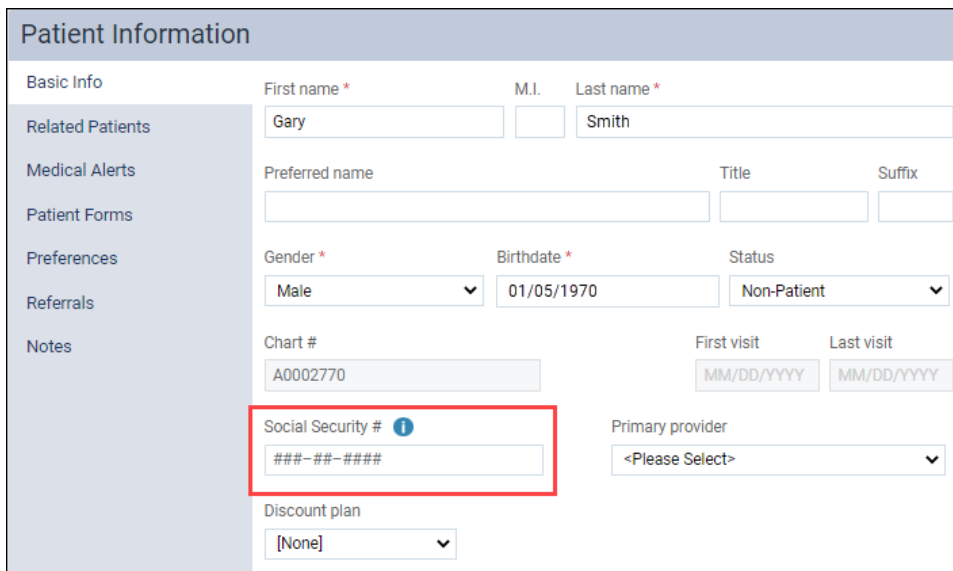 Patient Information
Basic Info
Related Patients
Medical Alerts
Patient Forms
Preferences
Referrals
Notes
First name * M.I. Last name *
Gary Smith
Preferred name Title Suffix
Gender * Birthdate * Status
Male 01/05/1970 Non-Patient
Chart # First visit Last visit
A0002770 MM/DD/YYYY MM/DD/YYYY
Social Security # i Primary provider
###-##-#### <Please Select>
Discount plan
[None]